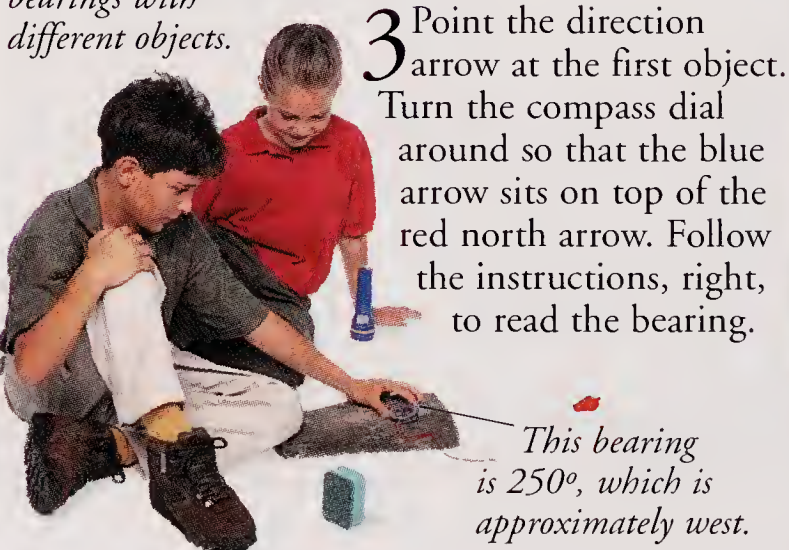 bearings with
different objects.
3 Point the direction
arrow at the first object.
Turn the compass dial
around so that the blue
arrow sits on top of the
red north arrow. Follow
the instructions, right,
to read the bearing.
This bearing
is 250º, which is
approximately west.